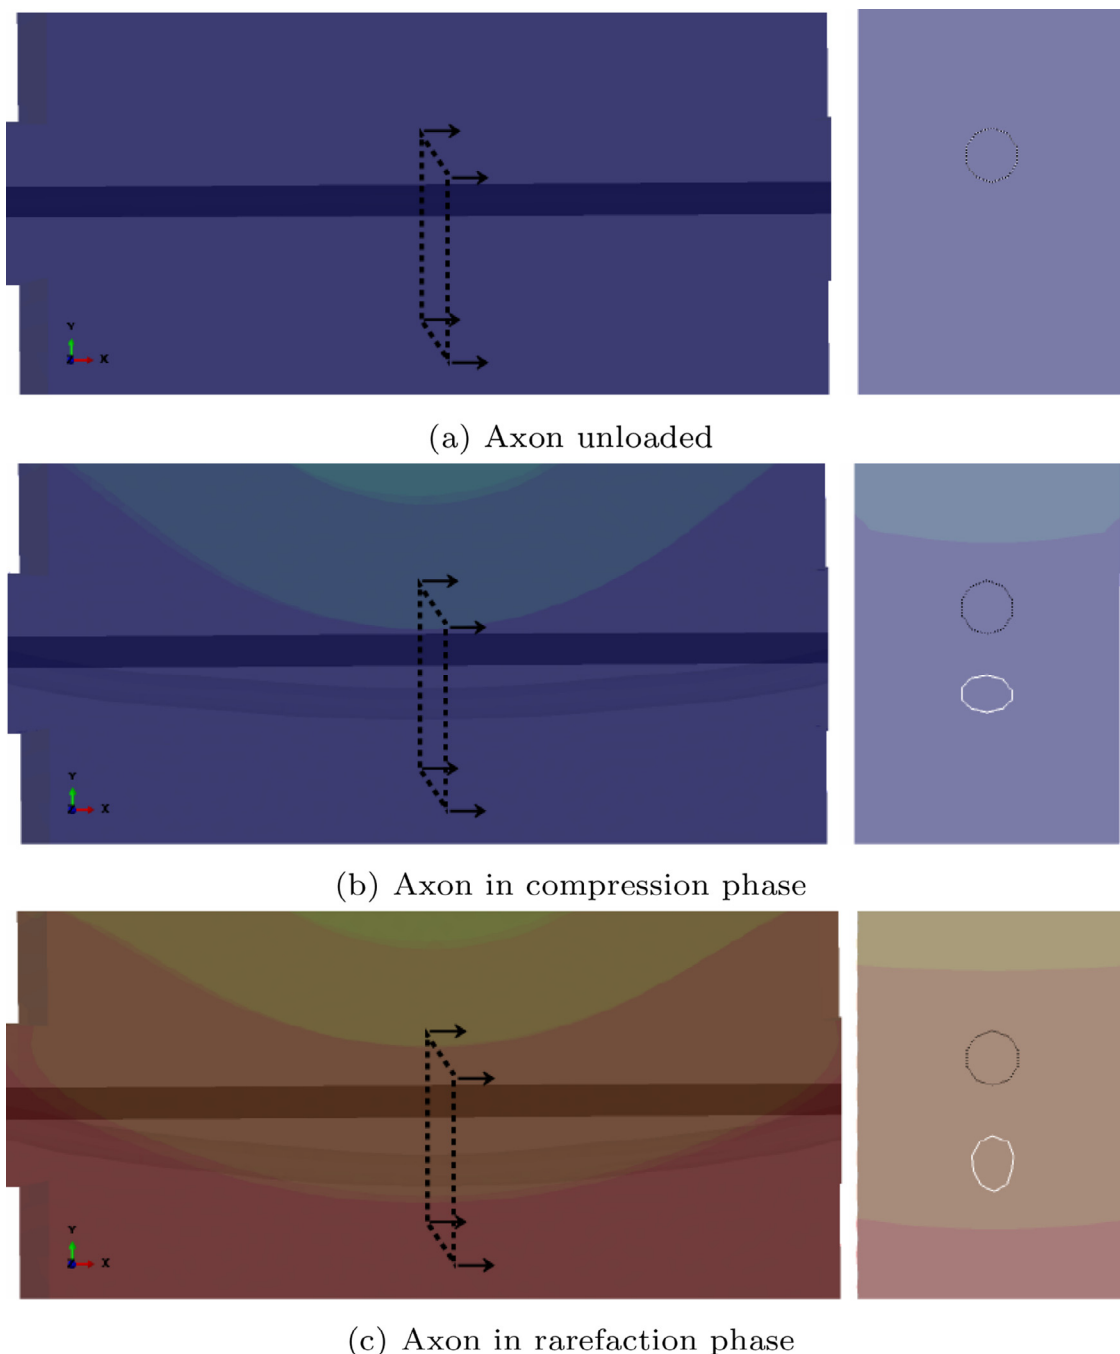 Y
Z X
(a) Axon unloaded
Y
Z X
(b) Axon in compression phase
Y
Z X
(c) Axon in rarefaction phase